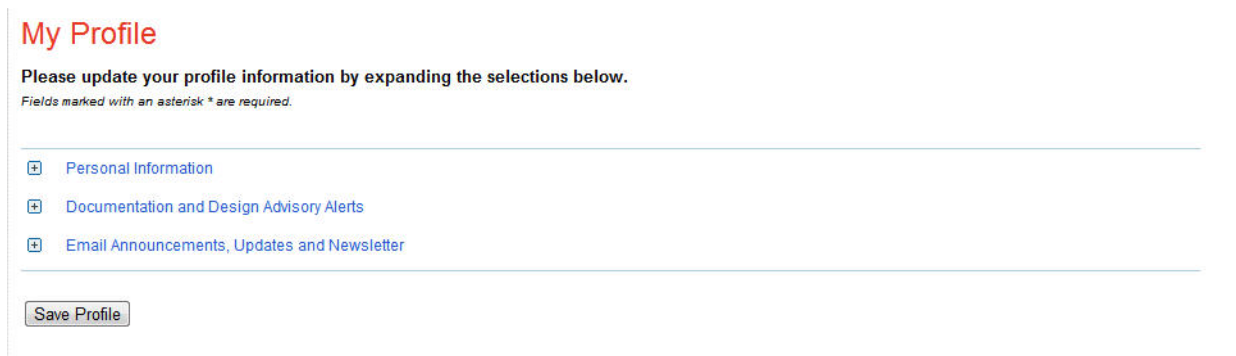 My Profile
Please update your profile information by expanding the selections below.
Fields marked with an asterisk * are required.
Personal Information
Documentation and Design Advisory Alerts
Email Announcements, Updates and Newsletter
Save Profile